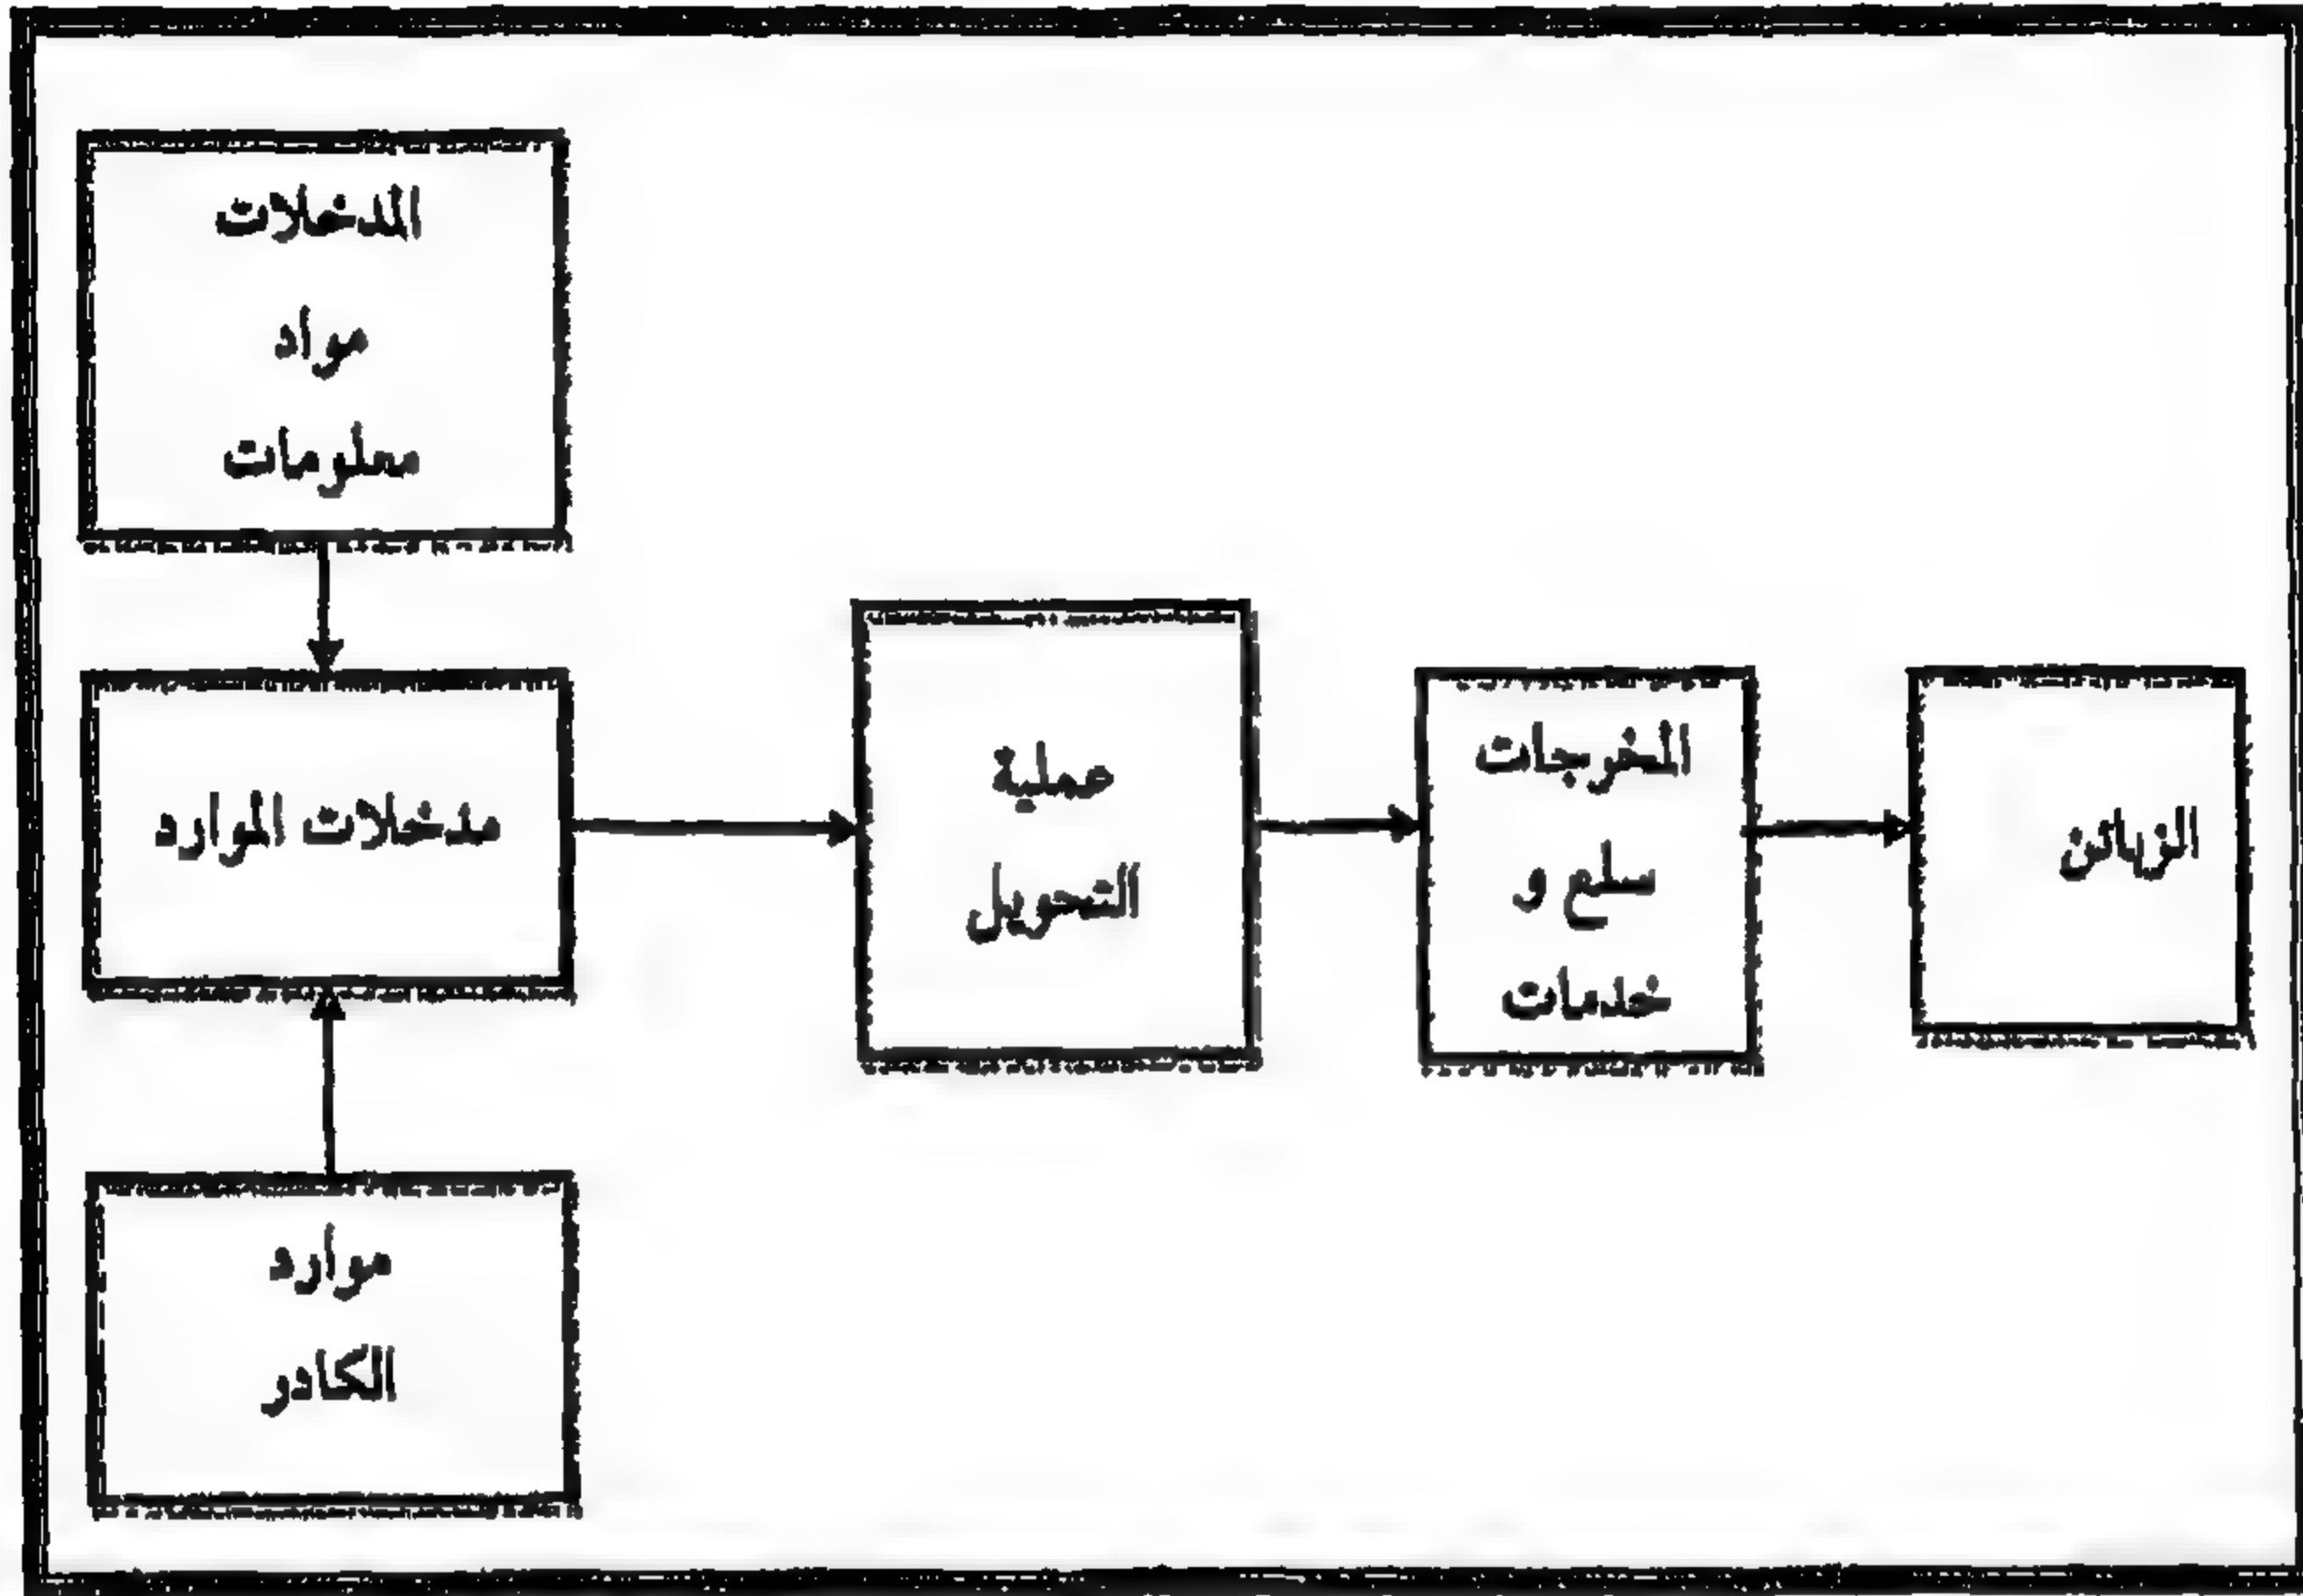 المدخلات
مواد
معلومات
مدخلات الموارد
موارد
الكادر
عملية
التحويل
المخرجات
سلع و
خدمات
الزبائن